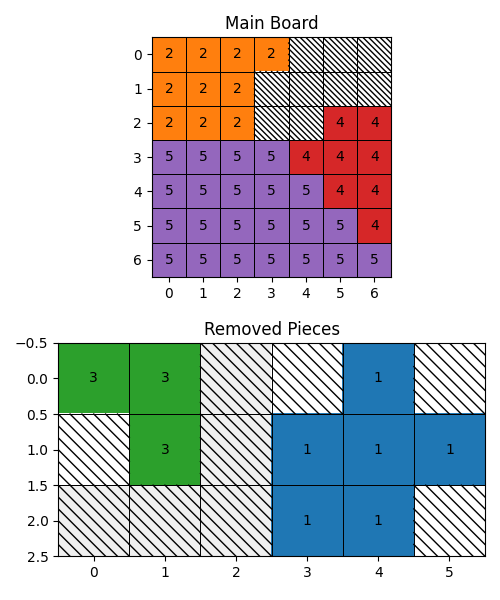 Main Board
0 2 2 2 2
1 2 2 2
2 2 2 2 4 4
3 5 5 5 5 4 4 4
4 5 5 5 5 5 4 4
5 5 5 5 5 5 5 4
6 5 5 5 5 5 5 5
0 1 2 3 4 5 6
Removed Pieces
−0.5
0.0 3 3 1
0.5
1.0 3 1 1 1
1.5
2.0 1 1
2.5
0 1 2 3 4 5